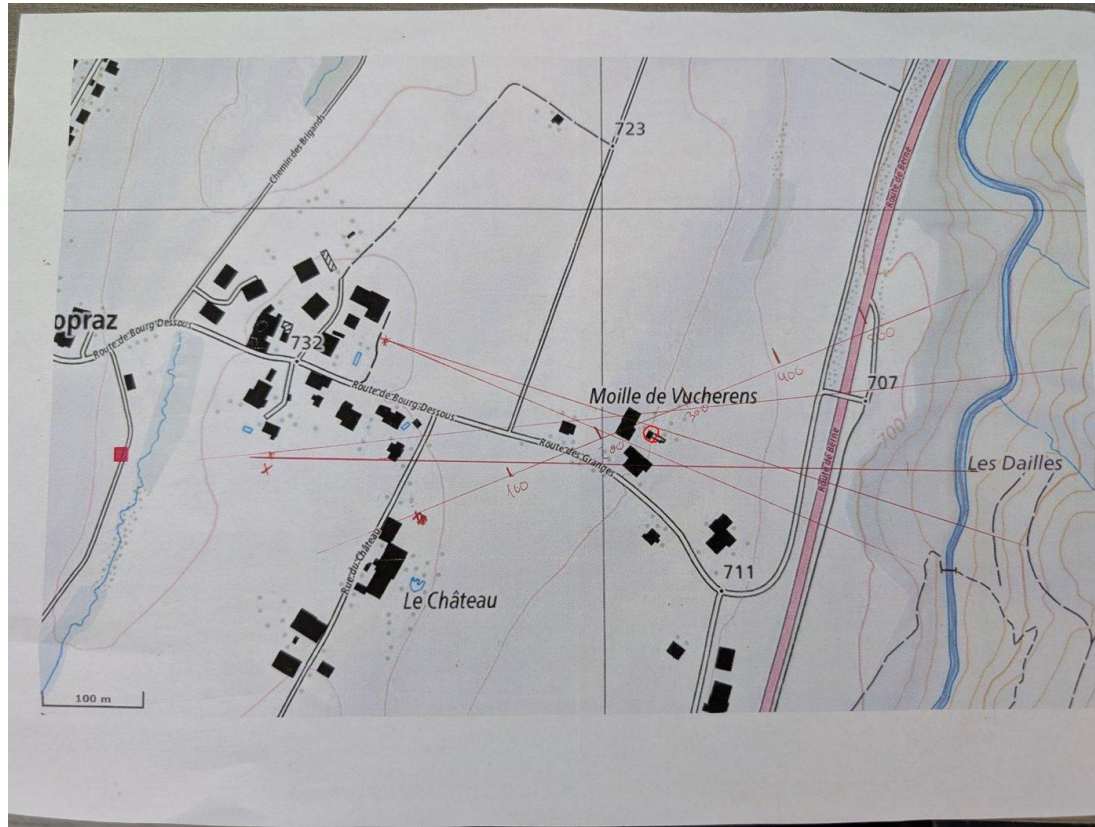 723
Chemin des Brigands
Route de Berne
opraz
Route de Bourg-Dessous
732
Route de Bourg-Dessous
Moille de Vucherens
400
707
300
700
Route des Granges
Route de Berne
Les Dailles
Rue du Château
711
Le Château
100 m